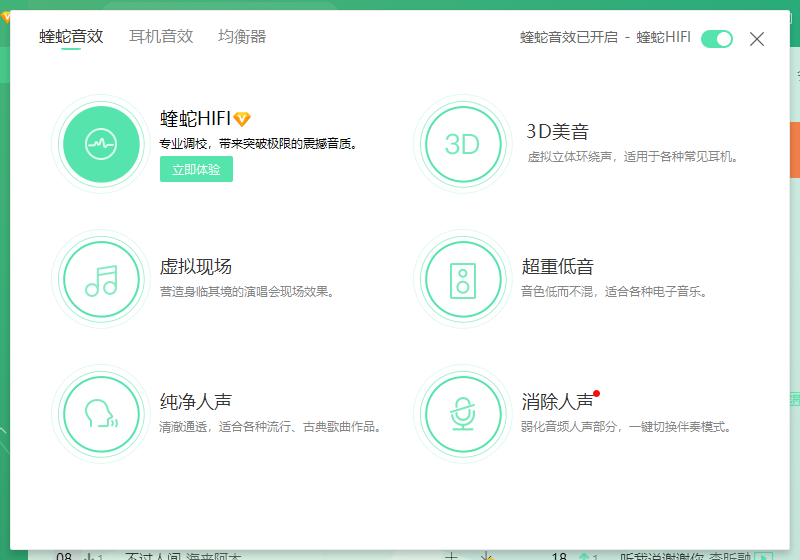 蝰蛇音效 耳机音效 均衡器 蝰蛇音效已开启 - 蝰蛇HIFI
蝰蛇HIFI
专业调校，带来突破极限的震撼音质。
立即体验
3D
3D美音
虚拟立体环绕声，适用于各种常见耳机。
虚拟现场
营造身临其境的演唱会现场效果。
超重低音
音色低而不混，适合各种电子音乐。
纯净人声
清澈通透，适合各种流行、古典歌曲作品。
消除人声
弱化音频人声部分，一键切换伴奏模式。
08 1 不过人间 海来阿木 18 1 听我说谢谢你 李昕融